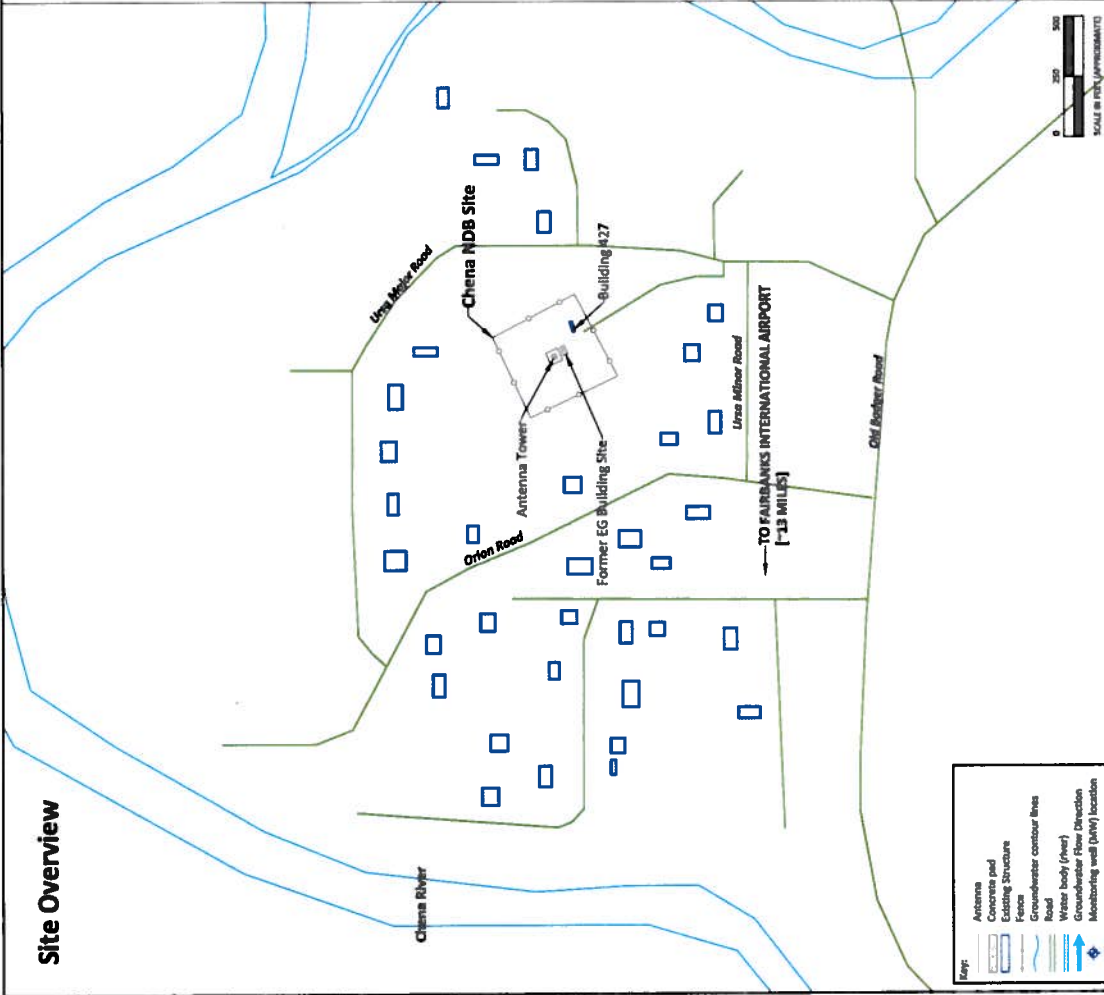 Site Overview
Chena River
Orion Road
Ursa Major Road
Chena NDB Site
Antenna Tower
Former EG Building Site
Building 427
Ursa Minor Road
TO FAIRBANKS INTERNATIONAL AIRPORT
[~13 MILES]
Old Badger Road
Key:
Antenna
Concrete pad
Existing Structure
Fence
Groundwater contour lines
Road
Water body (river)
Groundwater Flow Direction
Monitoring well (MW) location
0 250 500
SCALE IN FEET (APPROXIMATE)